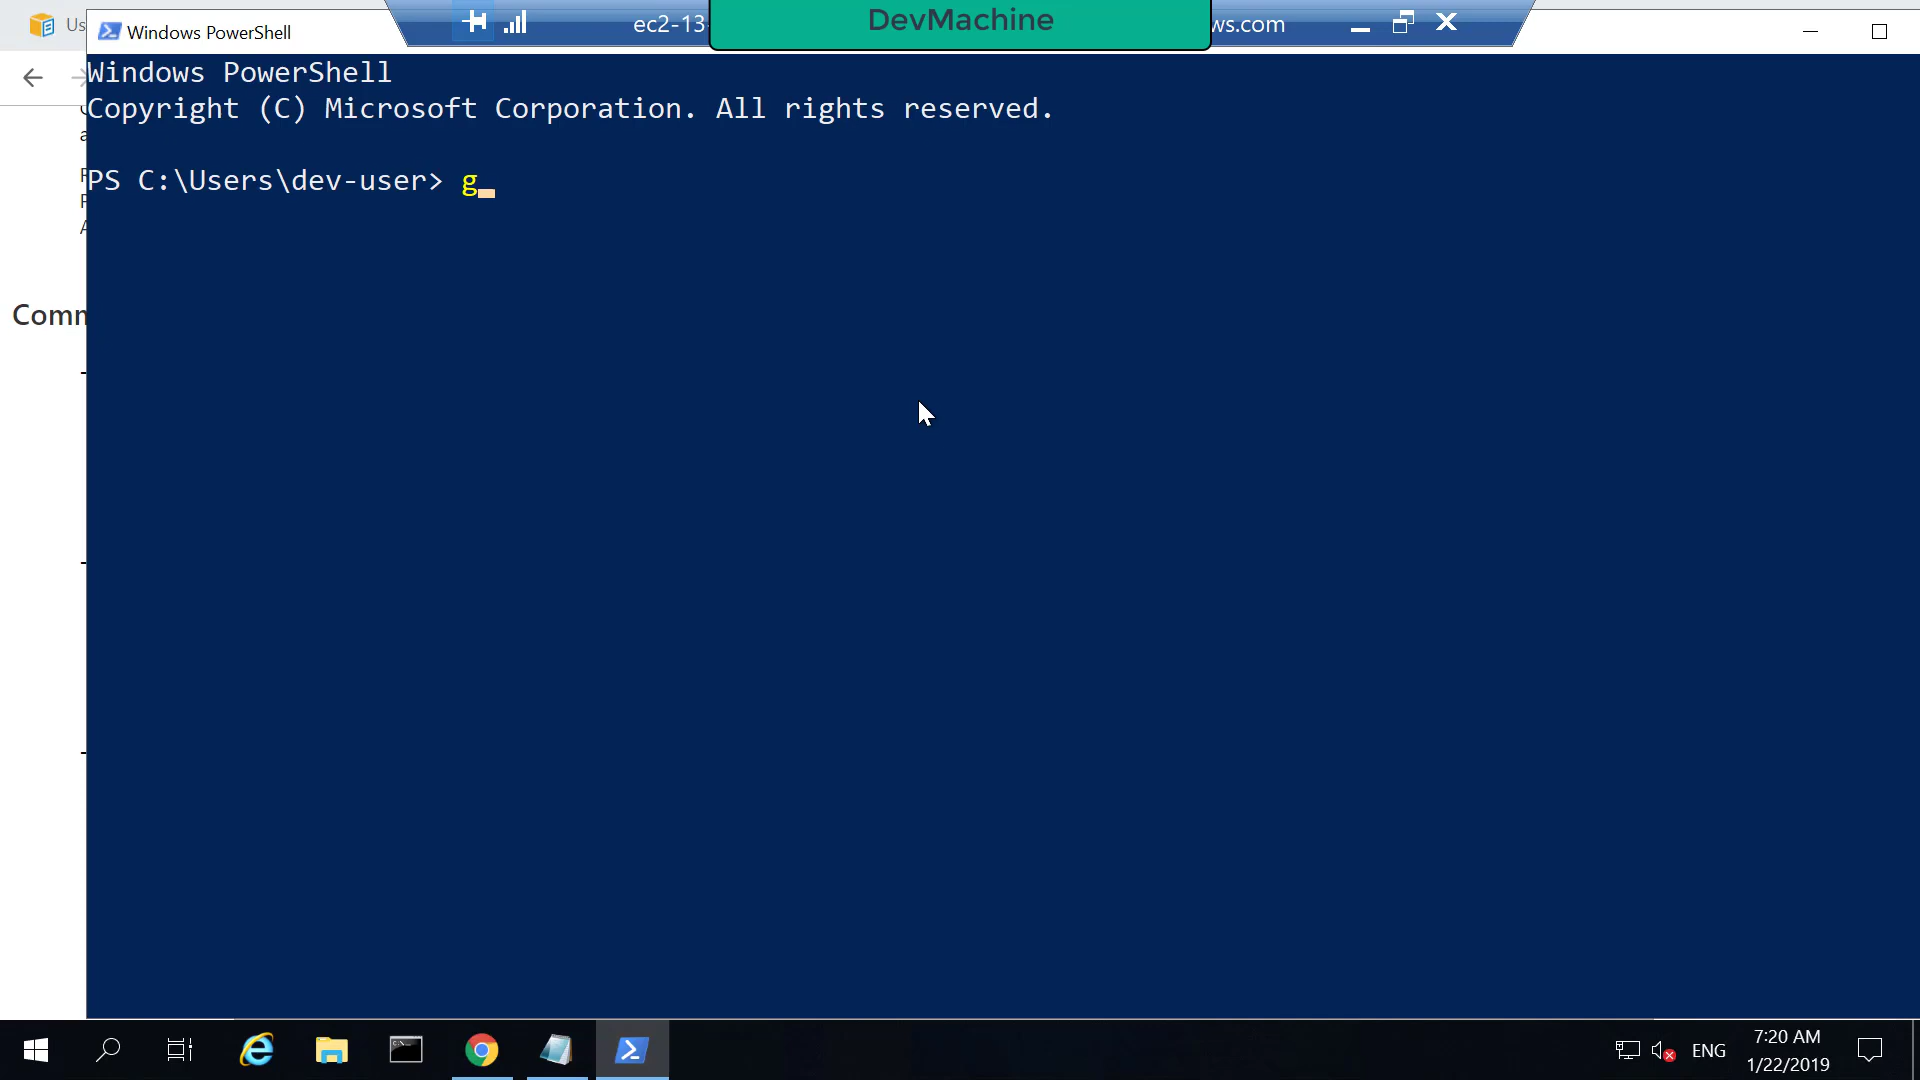 Us
Windows PowerShell
ec2-13
DevMachine
ws.com
Windows PowerShell
Copyright (C) Microsoft Corporation. All rights reserved.
PS C:\Users\dev-user> g
Comm
ENG
7:20 AM
1/22/2019